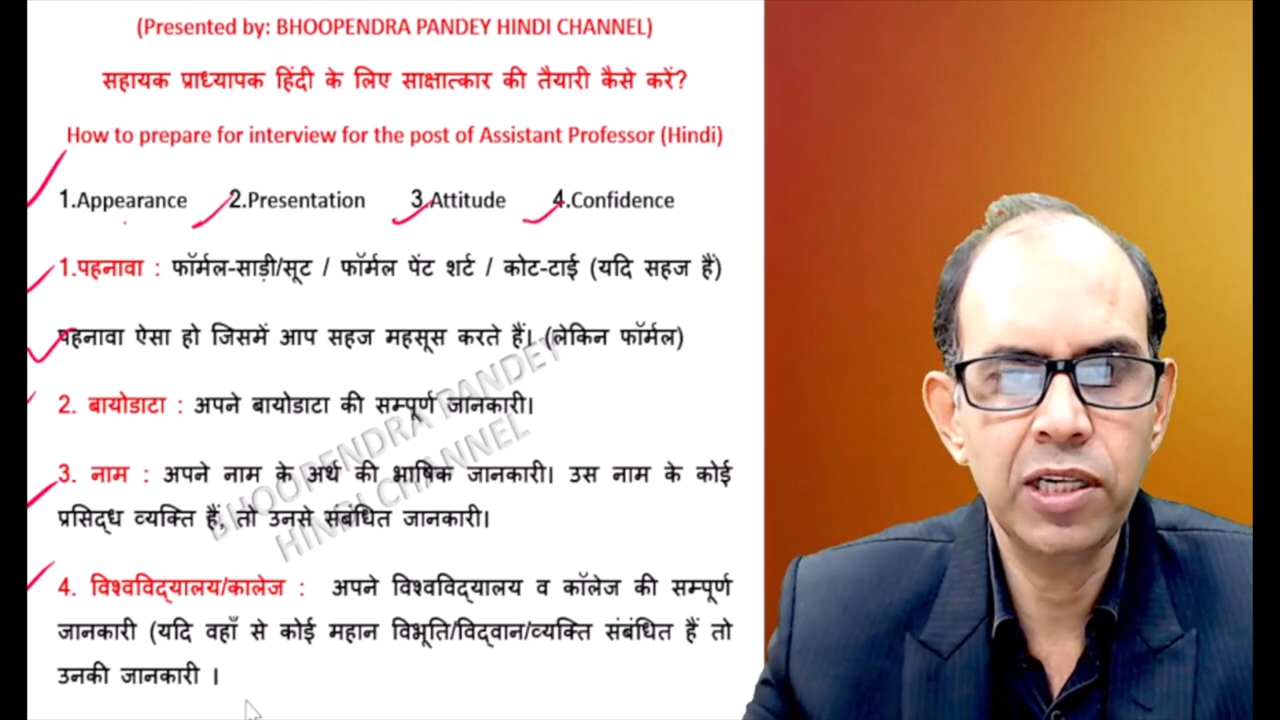 (Presented by: BHOOPENDRA PANDEY HINDI CHANNEL)
सहायक प्राध्यापक हिंदी के लिए साक्षात्कार की तैयारी कैसे करें?
How to prepare for interview for the post of Assistant Professor (Hindi)
1.Appearance 2.Presentation 3.Attitude 4.Confidence
1.पहनावा : फॉर्मल-साड़ी/सूट / फॉर्मल पेंट शर्ट / कोट-टाई (यदि सहज हैं)
पहनावा ऐसा हो जिसमें आप सहज महसूस करते हैं। (लेकिन फॉर्मल)
2. बायोडाटा : अपने बायोडाटा की सम्पूर्ण जानकारी।
3. नाम : अपने नाम के अर्थ की भाषिक जानकारी। उस नाम के कोई
प्रसिद्ध व्यक्ति हैं, तो उनसे संबंधित जानकारी।
4. विश्वविद्यालय/कालेज : अपने विश्वविद्यालय व कॉलेज की सम्पूर्ण
जानकारी (यदि वहाँ से कोई महान विभूति/विद्वान/व्यक्ति संबंधित हैं तो
उनकी जानकारी ।
BHOOPENDRA PANDEY
HINDI CHANNEL